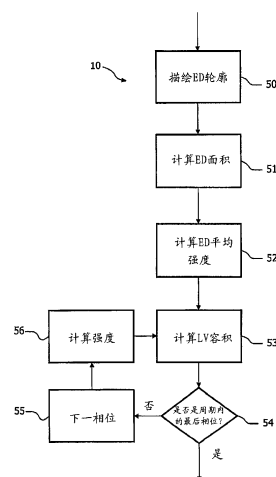 10
描绘ED轮廓
50
计算ED面积
51
计算ED平均
强度
52
计算强度
56
计算LV容积
53
下一相位
55
否
是否是周期内
的最后相位?
54
是